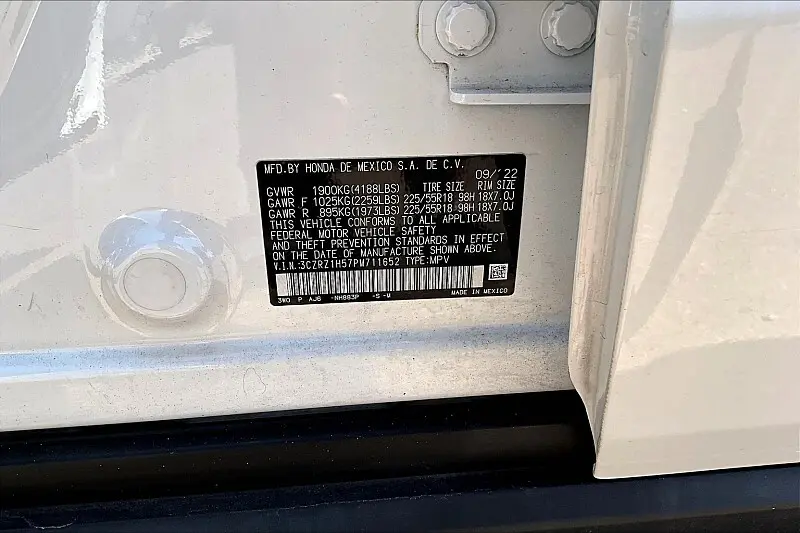 MFD.BY HONDA DE MEXICO S.A. DE C.V.
09/'22
GVWR 1900KG(4188LBS) TIRE SIZE RIM SIZE
GAWR F 1025KG(2259LBS) 225/55R18 98H 18X7.0J
GAWR R 895KG(1973LBS) 225/55R18 98H 18X7.0J
THIS VEHICLE CONFORMS TO ALL APPLICABLE
FEDERAL MOTOR VEHICLE SAFETY
AND THEFT PREVENTION STANDARDS IN EFFECT
ON THE DATE OF MANUFACTURE SHOWN ABOVE.
V.I.N.:3CZRZ1H57PM711652 TYPE:MPV
3W0 P AJ6 -NH883P -S -W MADE IN MEXICO